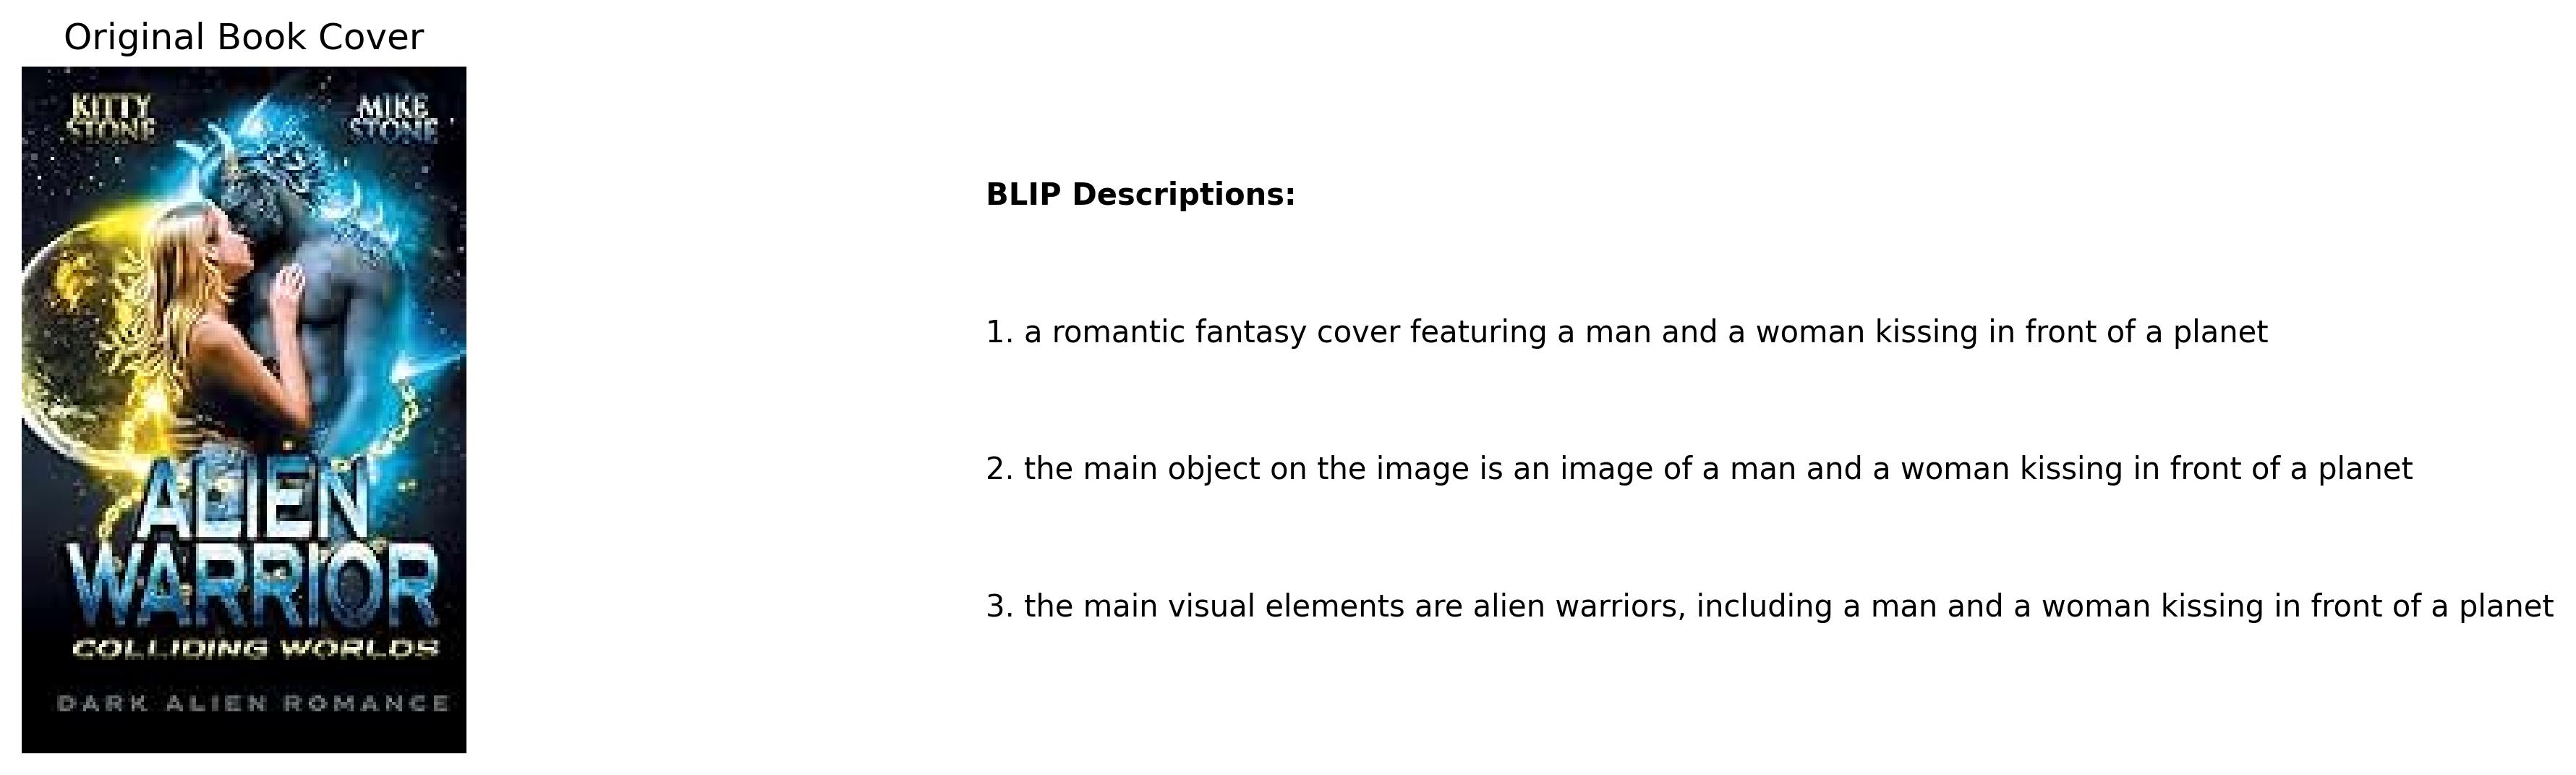 Original Book Cover
KITTY
STONE
MIKE
STONE
ALIEN
WARRIOR
COLLIDING WORLDS
DARK ALIEN ROMANCE
BLIP Descriptions:
1. a romantic fantasy cover featuring a man and a woman kissing in front of a planet
2. the main object on the image is an image of a man and a woman kissing in front of a planet
3. the main visual elements are alien warriors, including a man and a woman kissing in front of a planet